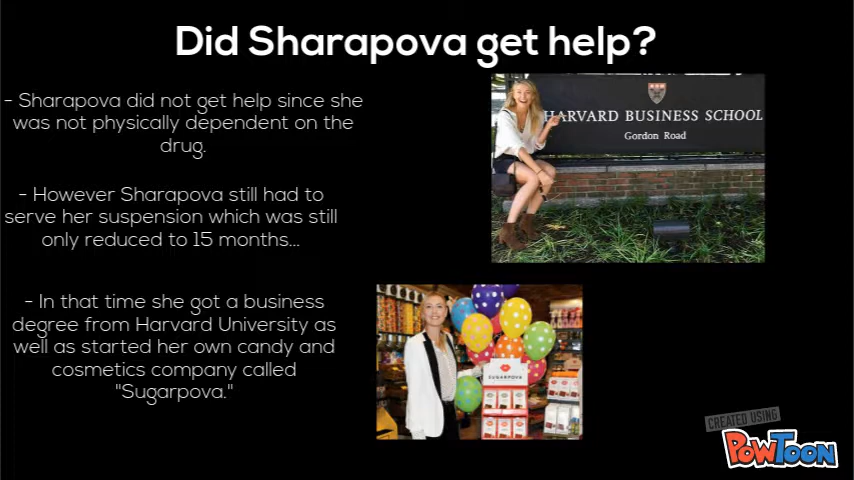 Did Sharapova get help?
- Sharapova did not get help since she
was not physically dependent on the
drug.
- However Sharapova still had to
serve her suspension which was still
only reduced to 15 months...
- In that time she got a business
degree from Harvard University as
well as started her own candy and
cosmetics company called
"Sugarpova."
HARVARD BUSINESS SCHOOL
Gordon Road
SUGARPOVA
CREATED USING
POWTOON